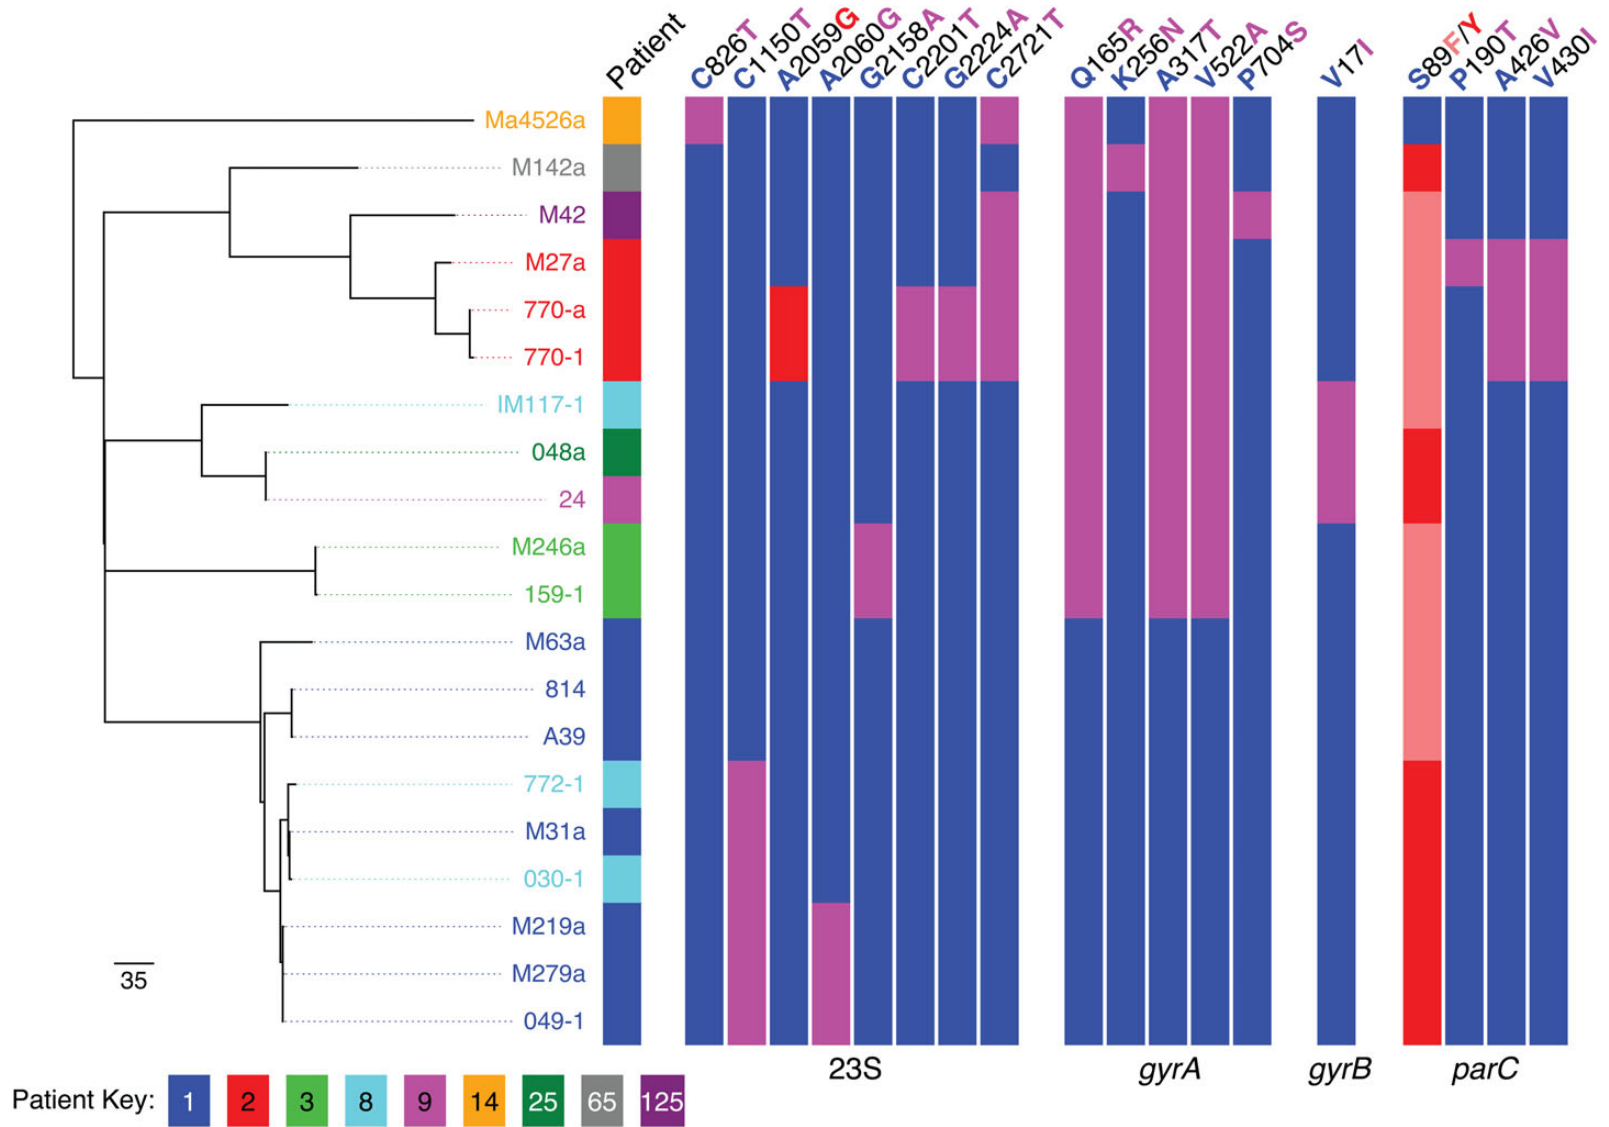 Patient C826T C1150T A2059G A2060G G2158A C2201T G2224A C2721T Q165R K256N A317T V522A P704S V17I S89F/Y P190T A426V V430I
Ma4526a
M142a
M42
M27a
770-a
770-1
IM117-1
048a
24
M246a
159-1
M63a
814
A39
772-1
M31a
030-1
M219a
M279a
35
049-1
23S gyrA gyrB parC
Patient Key: 1 2 3 8 9 14 25 65 125